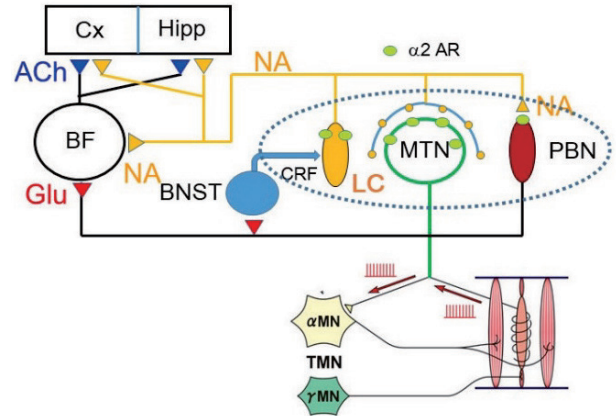 Cx Hipp
ACh
NA
α2 AR
BF
NA
Glu
BNST
CRF
LC
MTN
NA
PBN
αMN
TMN
γMN